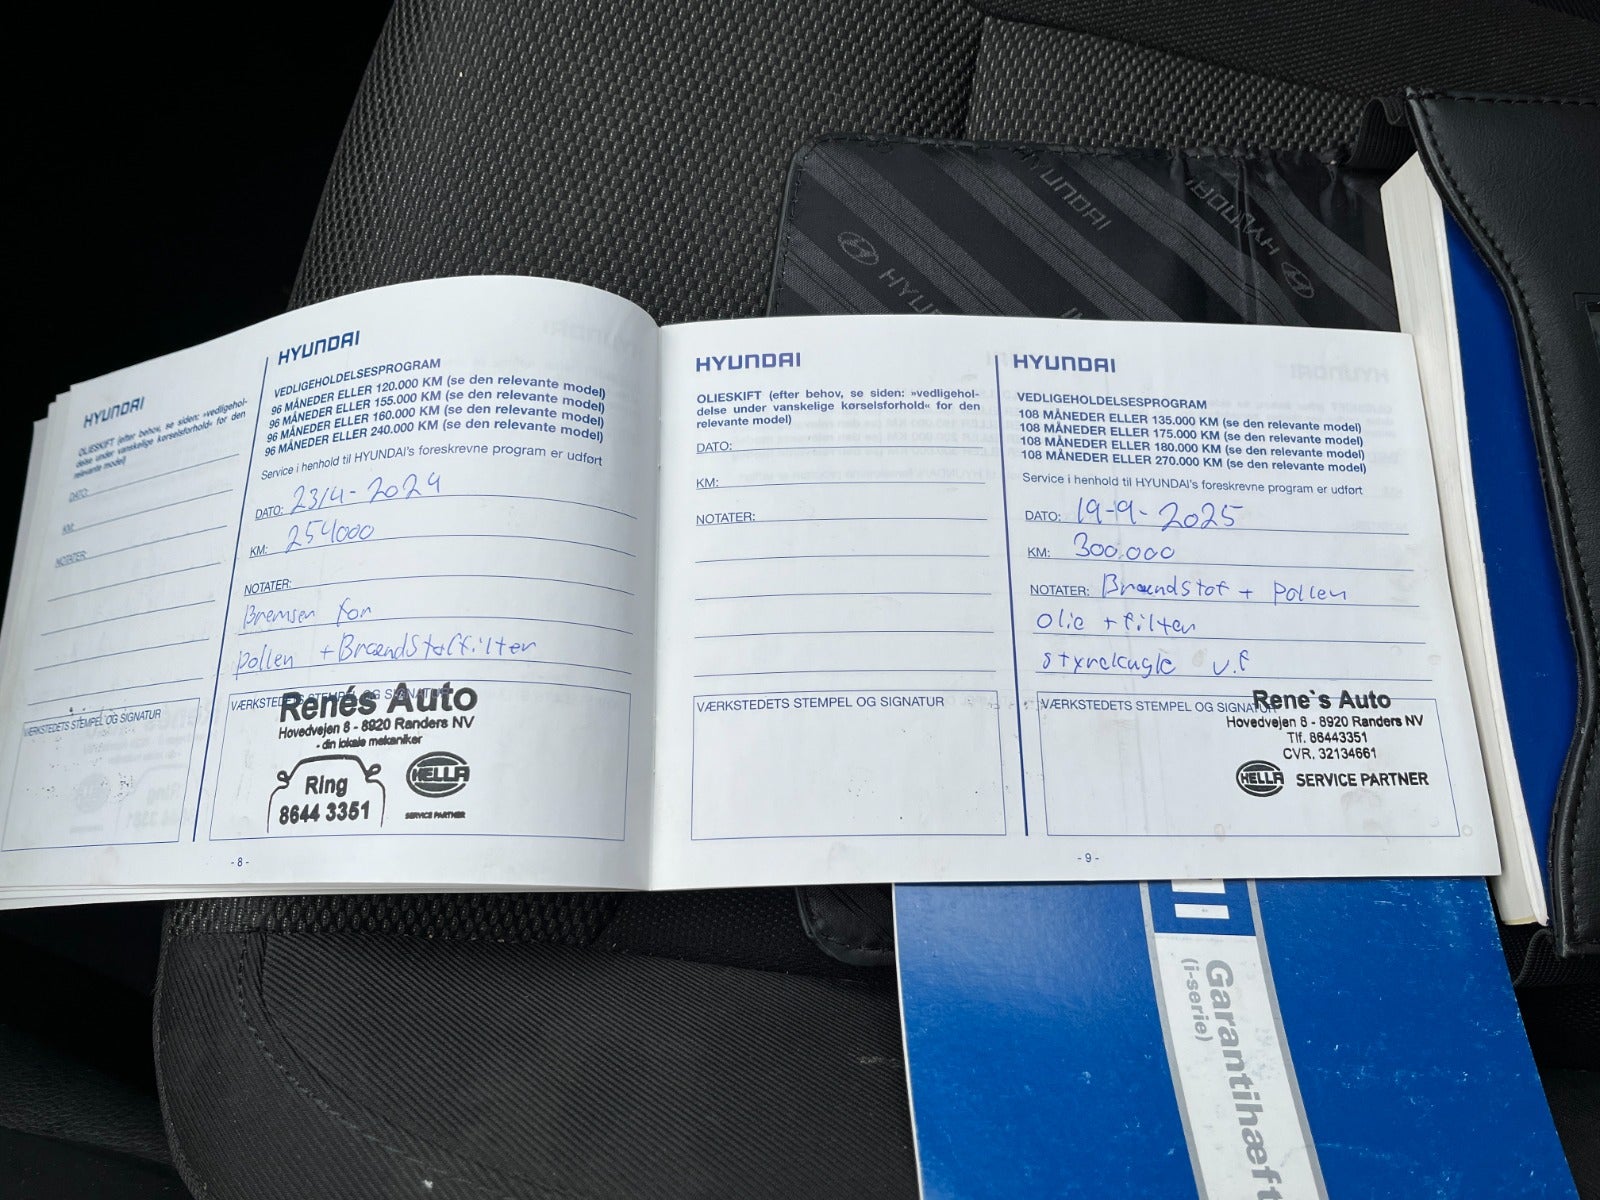 HYUNDAI
OLIESKIFT (efter behov, se siden: »vedligehol-
delse under vanskelige kørselsforhold« for den
relevante model)
DATO:
KM:
NOTATER:
VÆRKSTEDETS STEMPEL OG SIGNATUR
HYUNDAI
VEDLIGEHOLDELSESPROGRAM
96 MÅNEDER ELLER 120.000 KM (se den relevante model)
96 MÅNEDER ELLER 155.000 KM (se den relevante model)
96 MÅNEDER ELLER 160.000 KM (se den relevante model)
96 MÅNEDER ELLER 240.000 KM (se den relevante model)
Service i henhold til HYUNDAI's foreskrevne program er udført
DATO: 23/4-2024
KM: 254000
NOTATER:
Bremser for
pollen + Brændstoffilter
VÆRKSTEDETS STEMPEL OG SIGNATUR
Renés Auto
Hovedvejen 8 - 8920 Randers NV
- din lokale mekaniker
Ring
8644 3351
HELLA
SERVICE PARTNER
- 8 -
HYUNDAI
OLIESKIFT (efter behov, se siden: »vedligehol-
delse under vanskelige kørselsforhold« for den
relevante model)
DATO:
KM:
NOTATER:
VÆRKSTEDETS STEMPEL OG SIGNATUR
HYUNDAI
VEDLIGEHOLDELSESPROGRAM
108 MÅNEDER ELLER 135.000 KM (se den relevante model)
108 MÅNEDER ELLER 175.000 KM (se den relevante model)
108 MÅNEDER ELLER 180.000 KM (se den relevante model)
108 MÅNEDER ELLER 270.000 KM (se den relevante model)
Service i henhold til HYUNDAI's foreskrevne program er udført
DATO: 19-9-2025
KM: 300.000
NOTATER: Brændstof + pollen
olie + filter
styrekugle v.f
VÆRKSTEDETS STEMPEL OG SIGNATUR
Rene`s Auto
Hovedvejen 8 - 8920 Randers NV
Tlf. 86443351
CVR. 32134661
HELLA SERVICE PARTNER
- 9 -
HYUNDAI
HYUNDAI
Garantihæft
(i-serie)